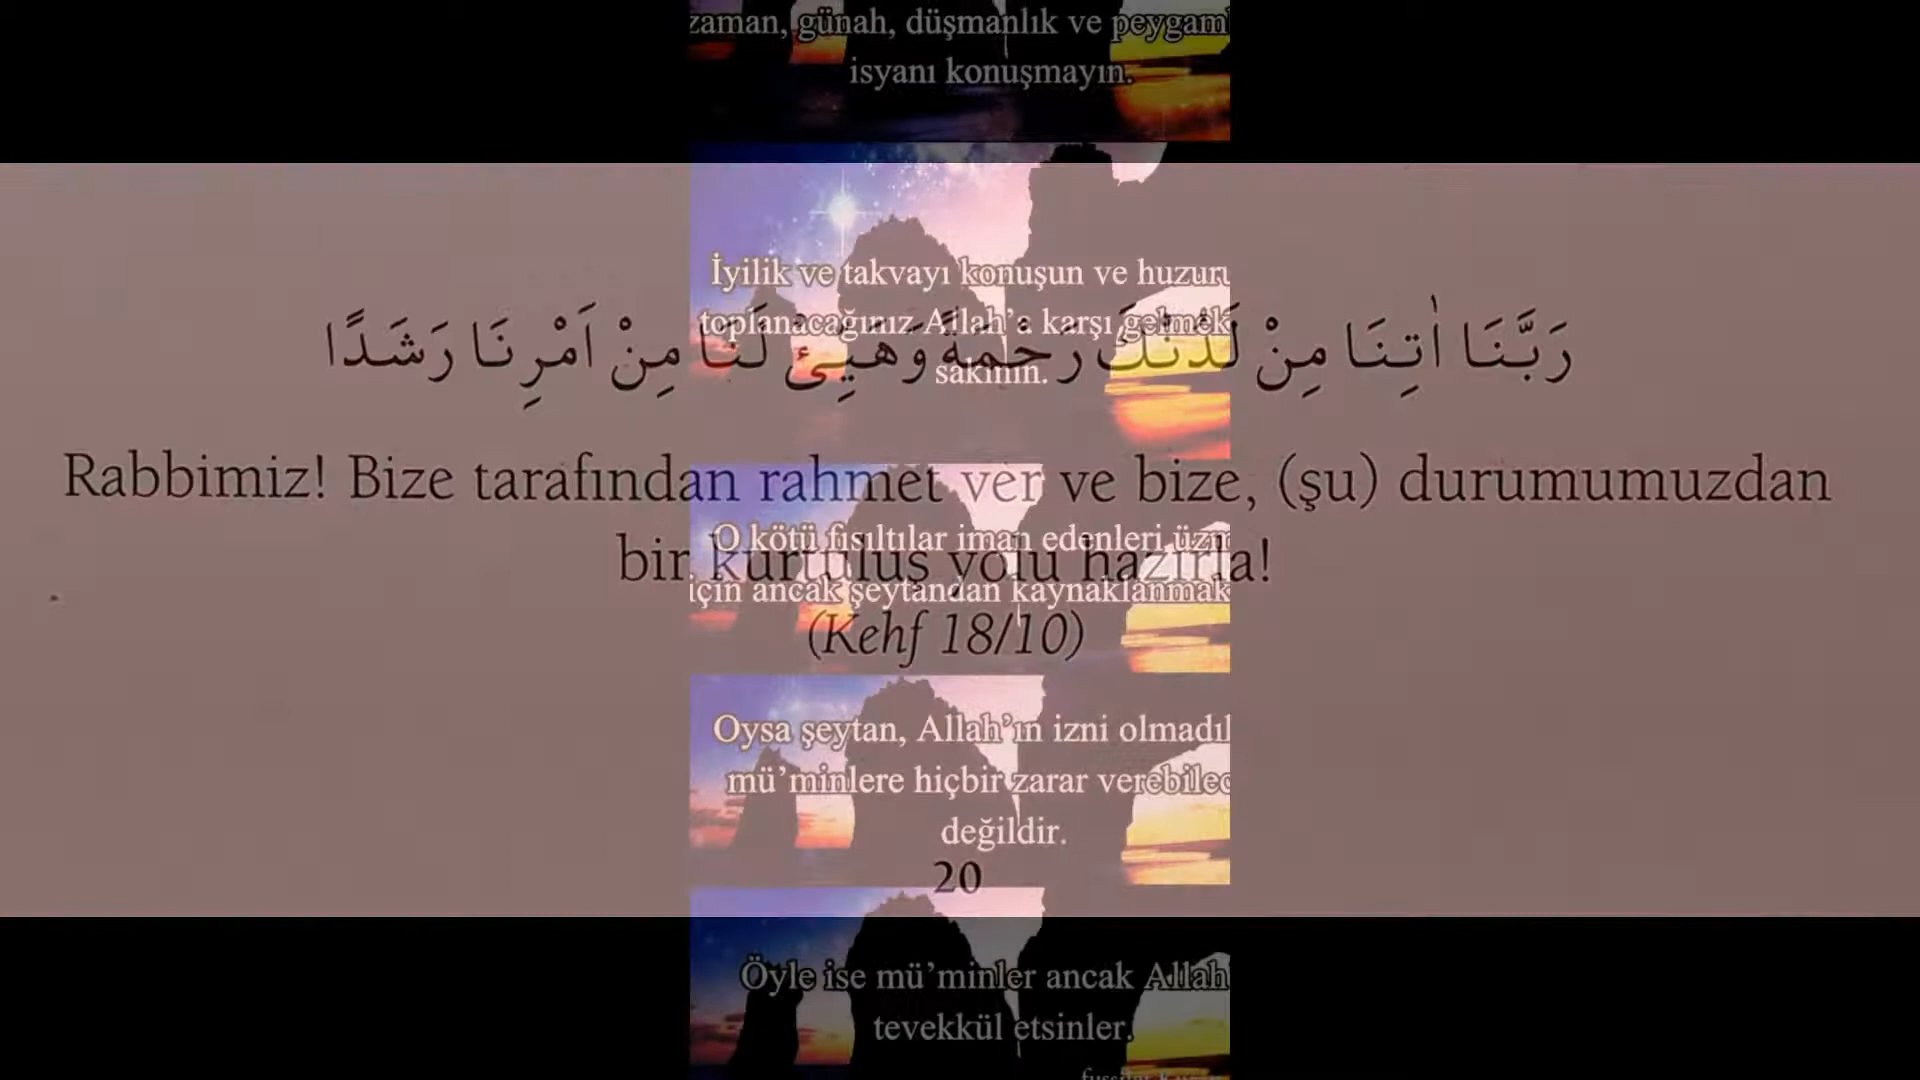 zaman, günah, düşmanlık ve
isyanı konuşmayın.
İyilik ve takvayı konuşun ve
toplanacağınız Allah'a karşı
sakının.
رَبَّنَا اٰتِنَا مِنْ لَدُنْكَ رَحْمَةً وَهَيِّئْ لَنَا مِنْ اَمْرِنَا رَشَدًا
Rabbimiz! Bize tarafından rahmet ver ve bize, (şu) durumumuzdan
bir kurtuluş yolu hazırla!
(Kehf 18/10)
O kötü fısıltılar iman edenleri
için ancak şeytandan
Oysa şeytan, Allah'ın izni
mü'minlere hiçbir zarar
değildir.
20
Öyle ise mü'minler ancak Allah
tevekkül etsinler.